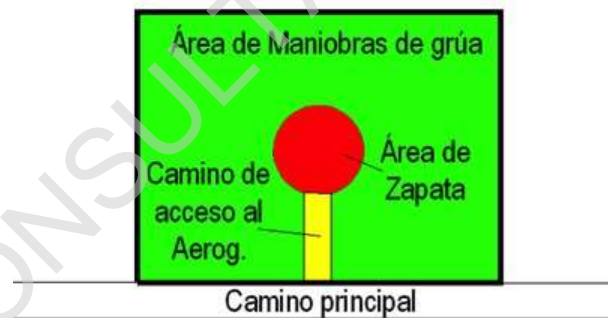 Área de Maniobras de grúa
Área de
Zapata
Camino de
acceso al
Aerog.
Camino principal